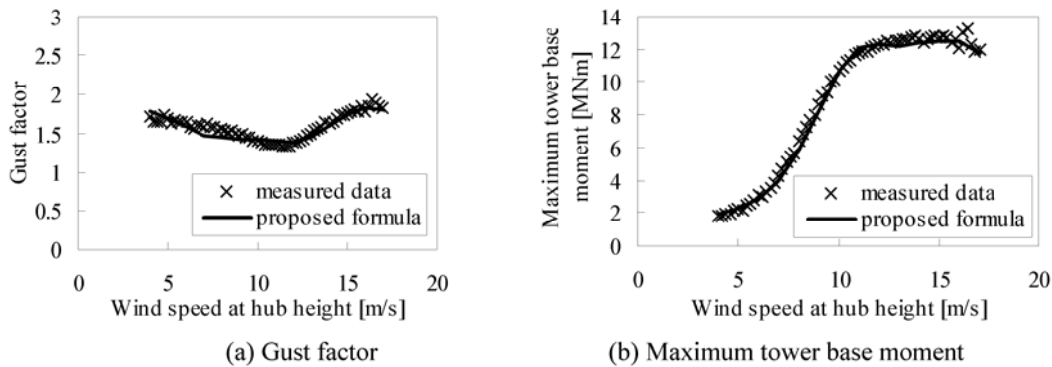 Gust factor
3
2.5
2
1.5
1
0.5
0
0 5 10 15 20
Wind speed at hub height [m/s]
measured data
proposed formula
(a) Gust factor
Maximum tower base
moment [MNm]
14
12
10
8
6
4
2
0
0 5 10 15 20
Wind speed at hub height [m/s]
measured data
proposed formula
(b) Maximum tower base moment